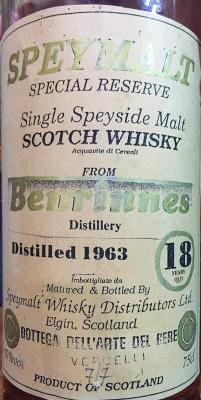 SPEYMALT
SPECIAL RESERVE
Single Speyside Malt
SCOTCH WHISKY
Acquavite di Cereali
FROM
Benrinnes
Distillery
Distilled 1963
18
YEARS
OLD
Imbottigliato da
Matured & Bottled By
Speymalt Whisky Distributors Ltd.
Elgin, Scotland
BOTTEGA DELL'ARTE DEL BERE
VERCELLI
75cl
PRODUCT OF SCOTLAND